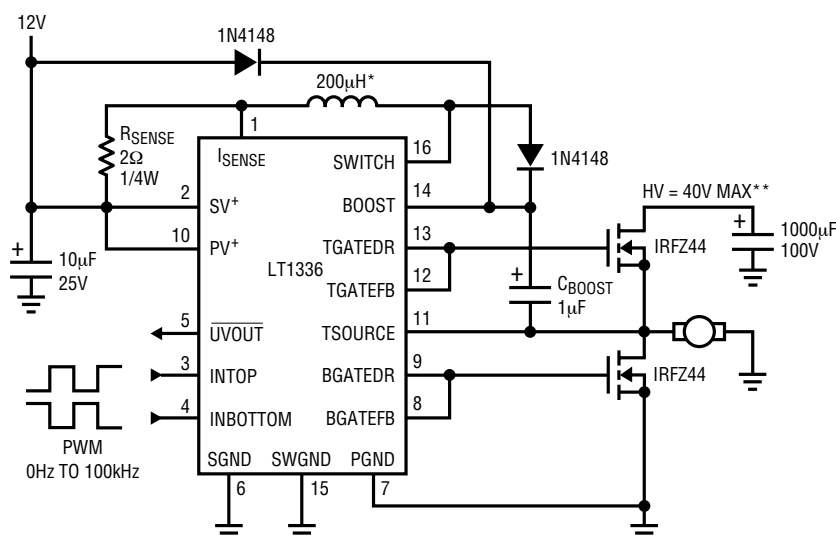 12V
1N4148
200µH*
1
RSENSE
2Ω
1/4W
ISENSE
SWITCH
16
1N4148
2
SV+
BOOST
14
HV = 40V MAX**
10
PV+
TGATEDR
13
+
1000µF
100V
IRFZ44
+
10µF
25V
LT1336
TGATEFB
12
+
CBOOST
1µF
5
UVOUT
TSOURCE
11
3
INTOP
BGATEDR
9
IRFZ44
4
INBOTTOM
BGATEFB
8
PWM
0Hz TO 100kHz
SGND
SWGND
PGND
6
15
7